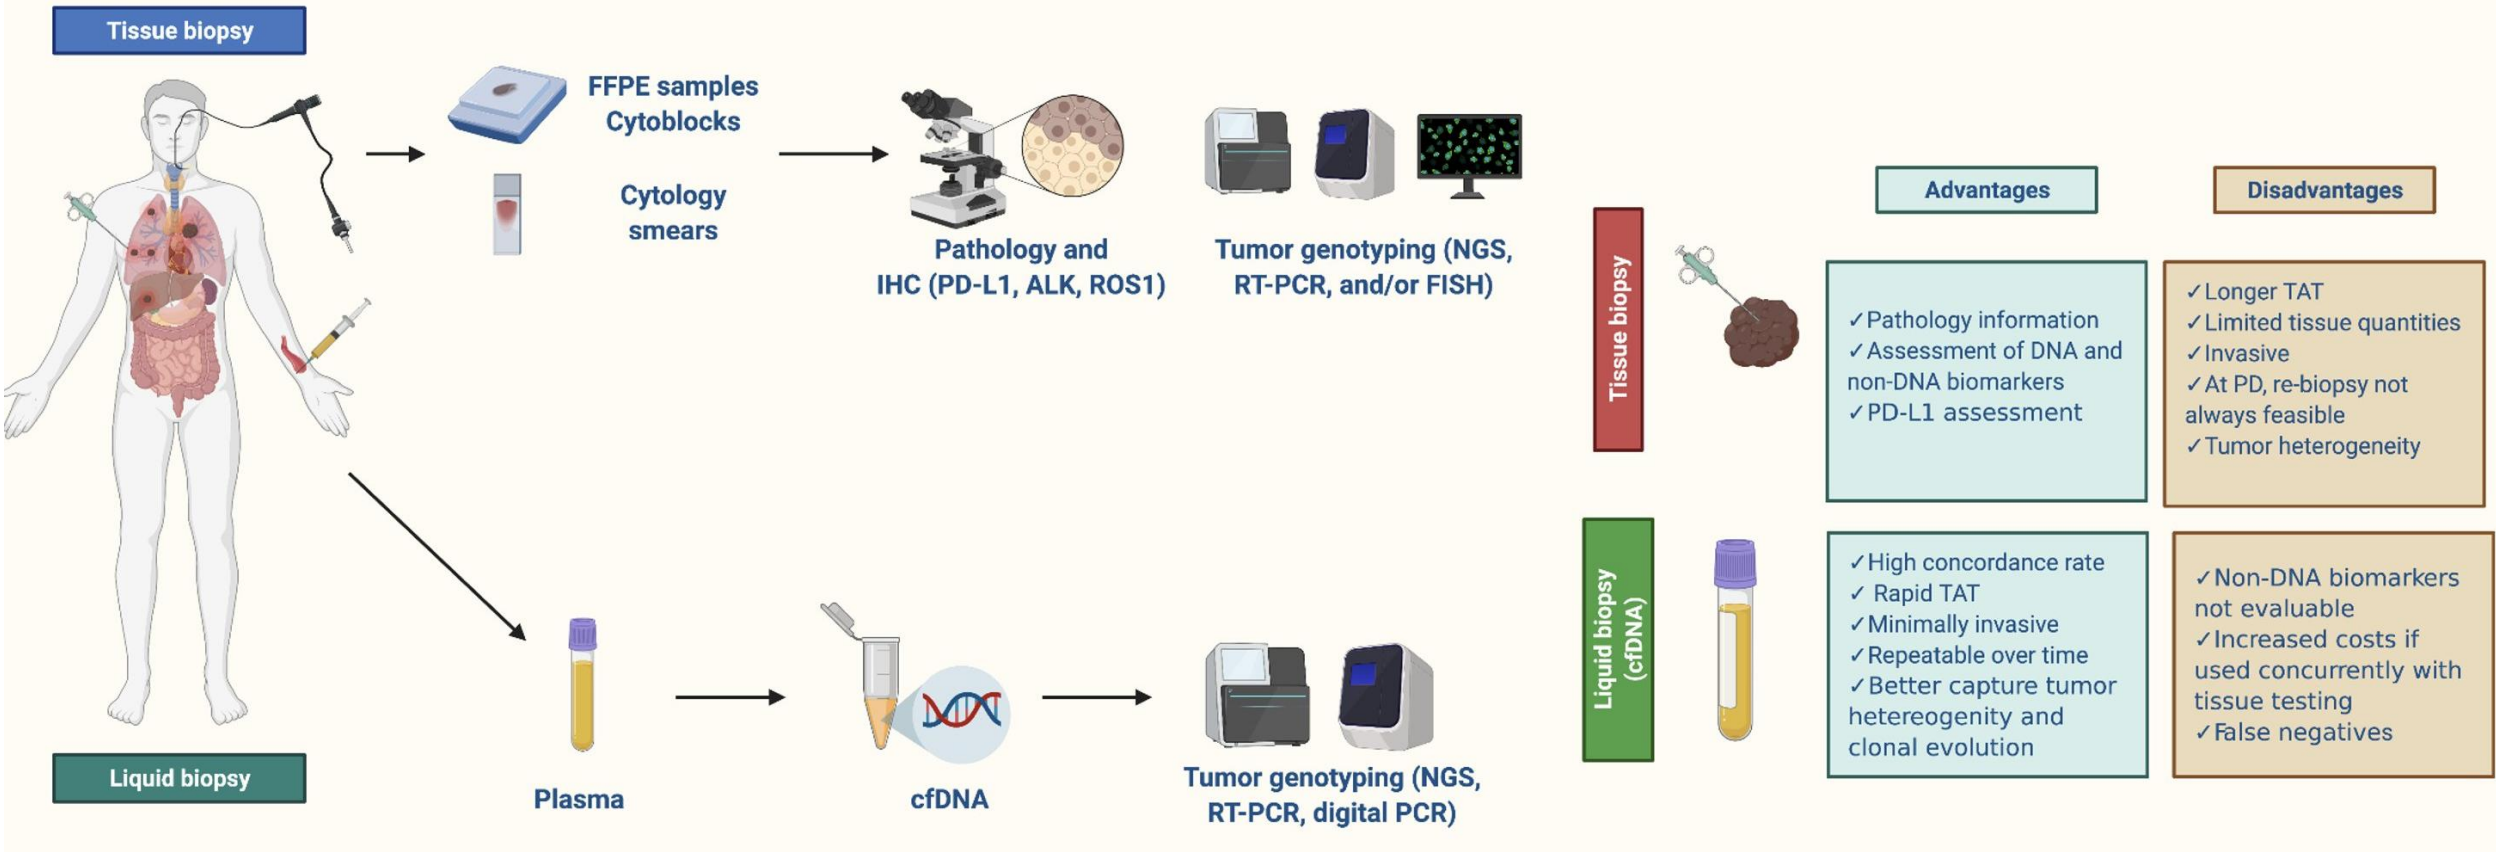 Tissue biopsy
FFPE samples
Cytoblocks
Cytology
smears
Pathology and
IHC (PD-L1, ALK, ROS1)
Tumor genotyping (NGS,
RT-PCR, and/or FISH)
Liquid biopsy
Plasma
cfDNA
Tumor genotyping (NGS,
RT-PCR, digital PCR)
Advantages
Disadvantages
Tissue biopsy
✓Pathology information
✓Assessment of DNA and
non-DNA biomarkers
✓PD-L1 assessment
✓Longer TAT
✓Limited tissue quantities
✓Invasive
✓At PD, re-biopsy not
always feasible
✓Tumor heterogeneity
Liquid biopsy
(cfDNA)
✓High concordance rate
✓ Rapid TAT
✓Minimally invasive
✓Repeatable over time
✓Better capture tumor
hetereogenity and
clonal evolution
✓Non-DNA biomarkers
not evaluable
✓Increased costs if
used concurrently with
tissue testing
✓False negatives